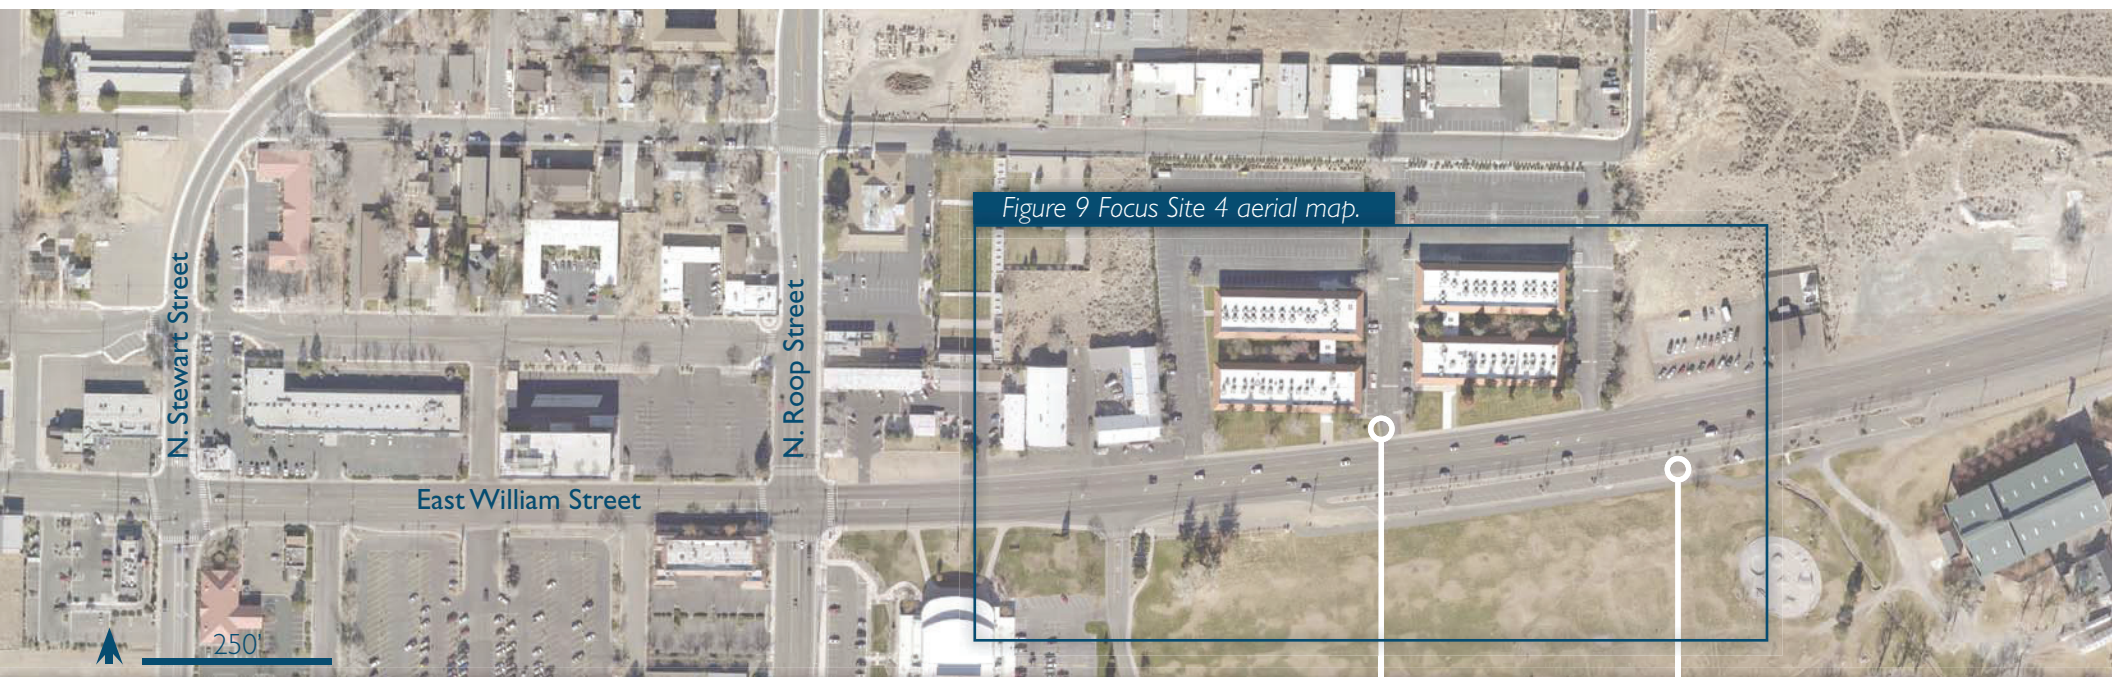 Figure 9 Focus Site 4 aerial map.
N. Stewart Street
N. Roop Street
East William Street
250'